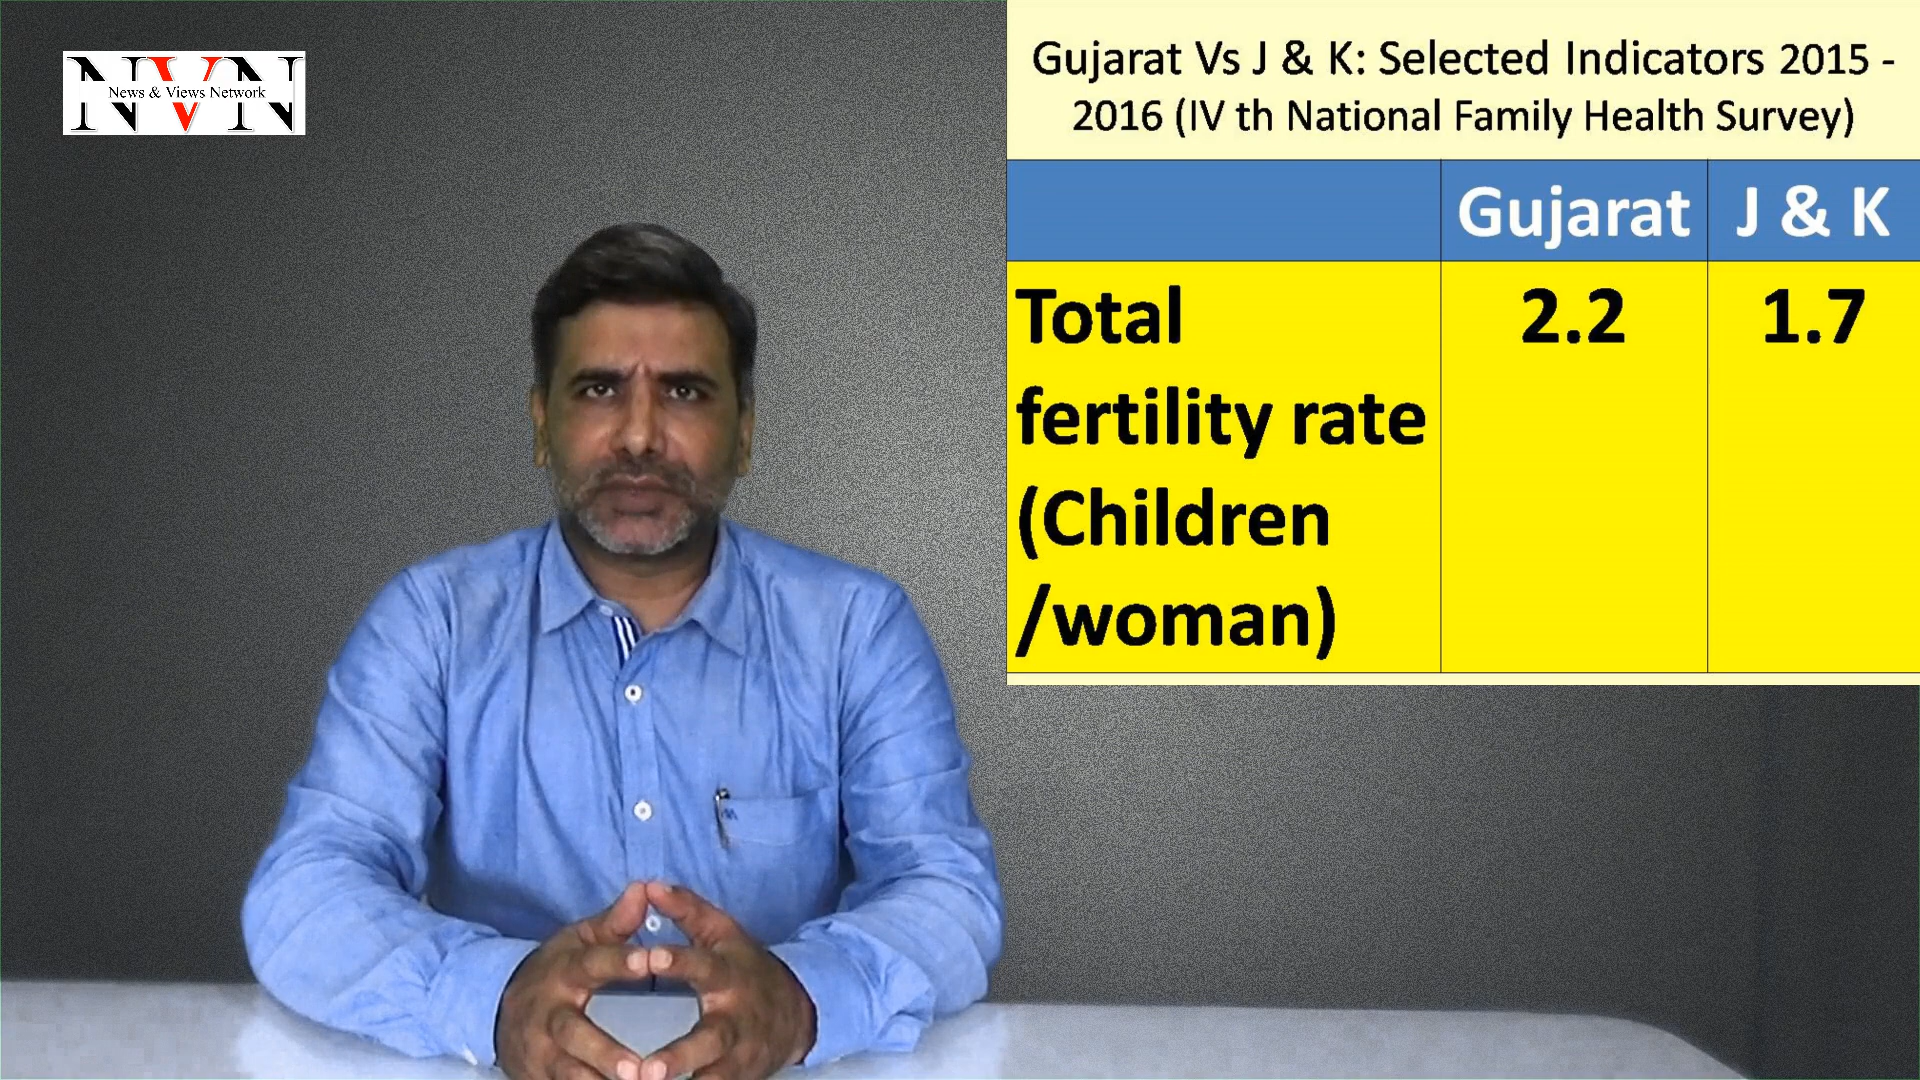 NVN
News & Views Network
Gujarat Vs J & K: Selected Indicators 2015 -
2016 (IV th National Family Health Survey)
Gujarat J & K
Total 2.2 1.7
fertility rate
(Children
/woman)